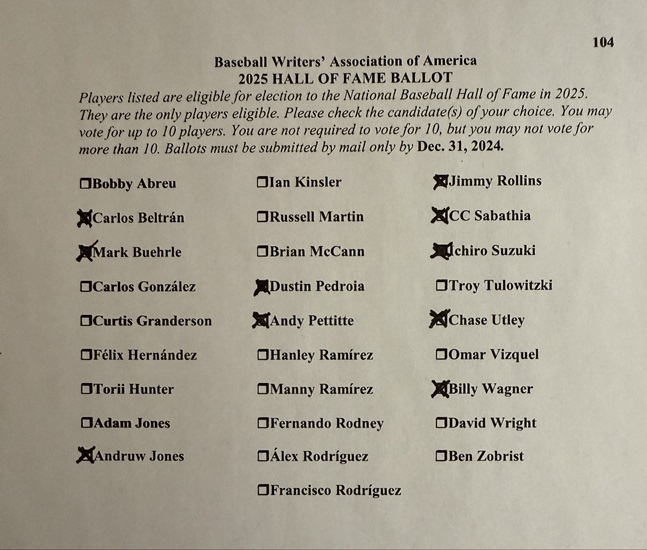 104
Baseball Writers' Association of America
2025 HALL OF FAME BALLOT
Players listed are eligible for election to the National Baseball Hall of Fame in 2025.
They are the only players eligible. Please check the candidate(s) of your choice. You may
vote for up to 10 players. You are not required to vote for 10, but you may not vote for
more than 10. Ballots must be submitted by mail only by Dec. 31, 2024.
Bobby Abreu
Carlos Beltrán
Mark Buehrle
Carlos González
Curtis Granderson
Félix Hernández
Torii Hunter
Adam Jones
Andruw Jones
Ian Kinsler
Russell Martin
Brian McCann
Dustin Pedroia
Andy Pettitte
Hanley Ramírez
Manny Ramírez
Fernando Rodney
Álex Rodríguez
Francisco Rodríguez
Jimmy Rollins
CC Sabathia
Ichiro Suzuki
Troy Tulowitzki
Chase Utley
Omar Vizquel
Billy Wagner
David Wright
Ben Zobrist